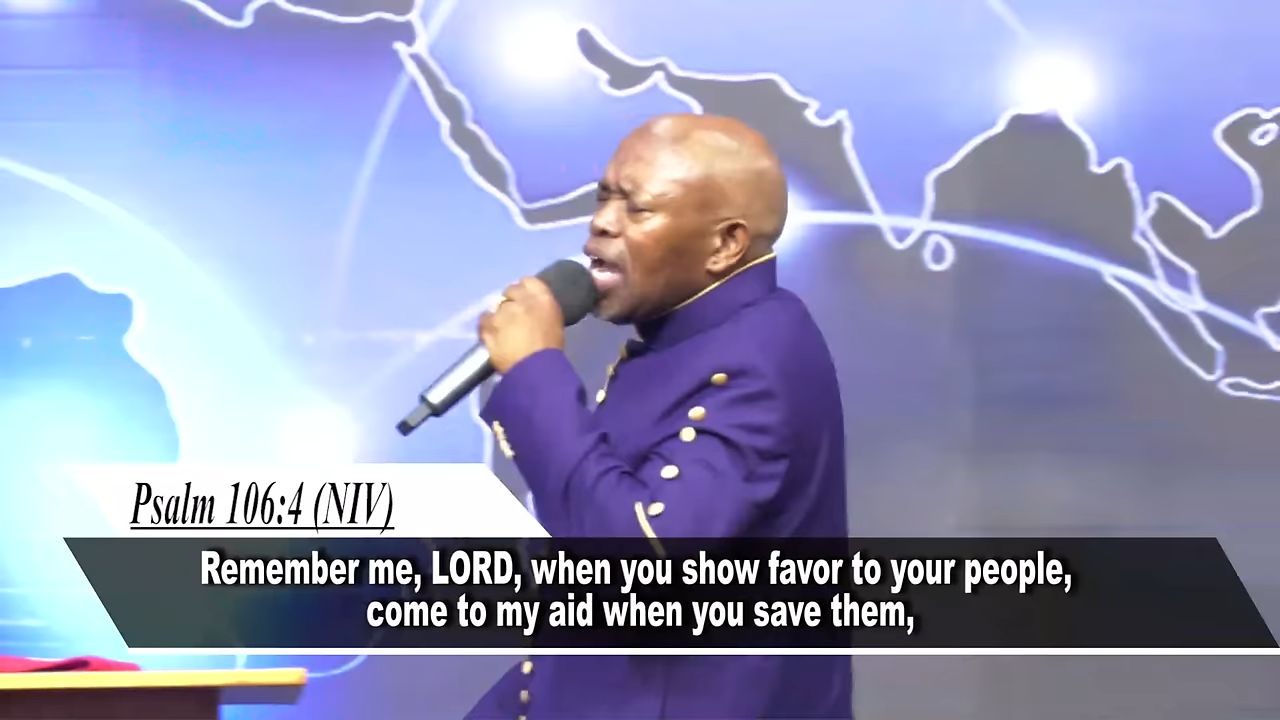 Psalm 106:4 (NIV)
Remember me, LORD, when you show favor to your people,
come to my aid when you save them,